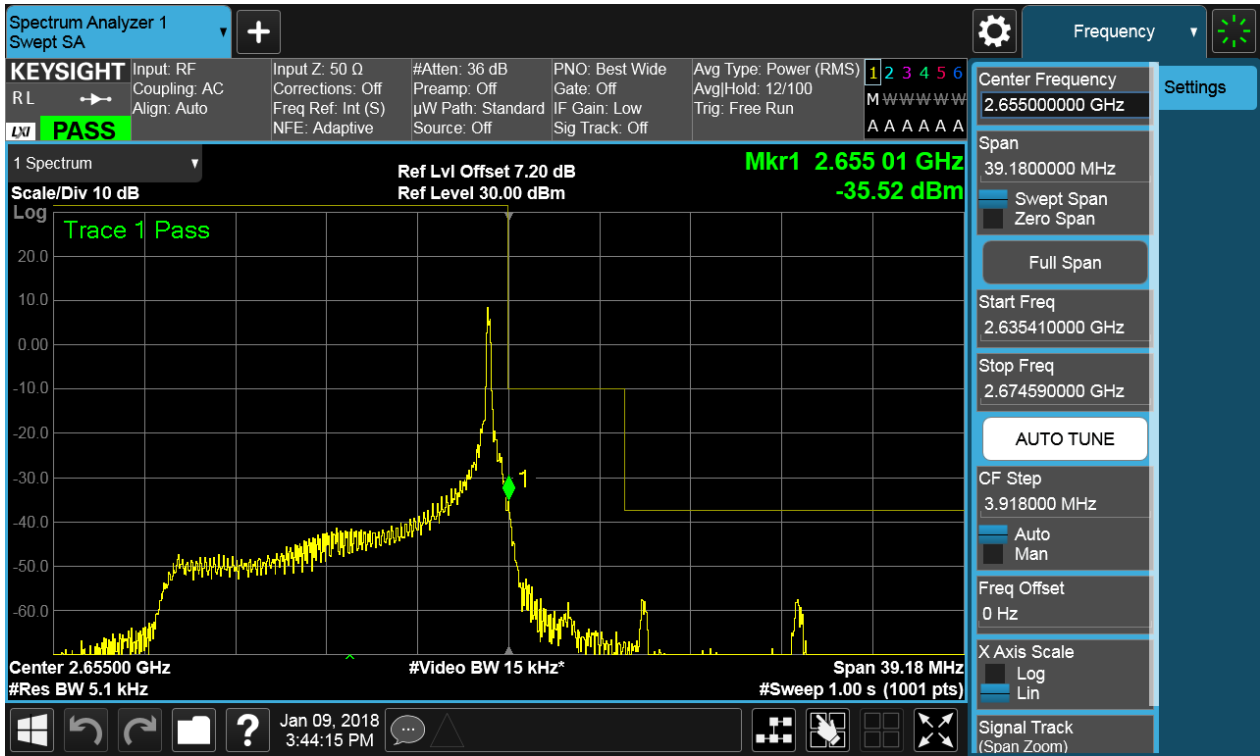 Spectrum Analyzer 1
Swept SA
Frequency
KEYSIGHT
RL
LXI
PASS
Input: RF
Coupling: AC
Align: Auto
Input Z: 50 Ω
Corrections: Off
Freq Ref: Int (S)
NFE: Adaptive
#Atten: 36 dB
Preamp: Off
µW Path: Standard
Source: Off
PNO: Best Wide
Gate: Off
IF Gain: Low
Sig Track: Off
Avg Type: Power (RMS)
Avg|Hold: 12/100
Trig: Free Run
1 2 3 4 5 6
M W W W W W
A A A A A A
1 Spectrum
Scale/Div 10 dB
Log
Ref Lvl Offset 7.20 dB
Ref Level 30.00 dBm
Mkr1 2.655 01 GHz
-35.52 dBm
Trace 1 Pass
20.0
10.0
0.00
-10.0
-20.0
-30.0
-40.0
-50.0
-60.0
1
Center 2.65500 GHz
#Res BW 5.1 kHz
#Video BW 15 kHz*
Span 39.18 MHz
#Sweep 1.00 s (1001 pts)
Jan 09, 2018
3:44:15 PM
Center Frequency
2.655000000 GHz
Span
39.1800000 MHz
Swept Span
Zero Span
Full Span
Start Freq
2.635410000 GHz
Stop Freq
2.674590000 GHz
AUTO TUNE
CF Step
3.918000 MHz
Auto
Man
Freq Offset
0 Hz
X Axis Scale
Log
Lin
Signal Track
(Span Zoom)
Settings